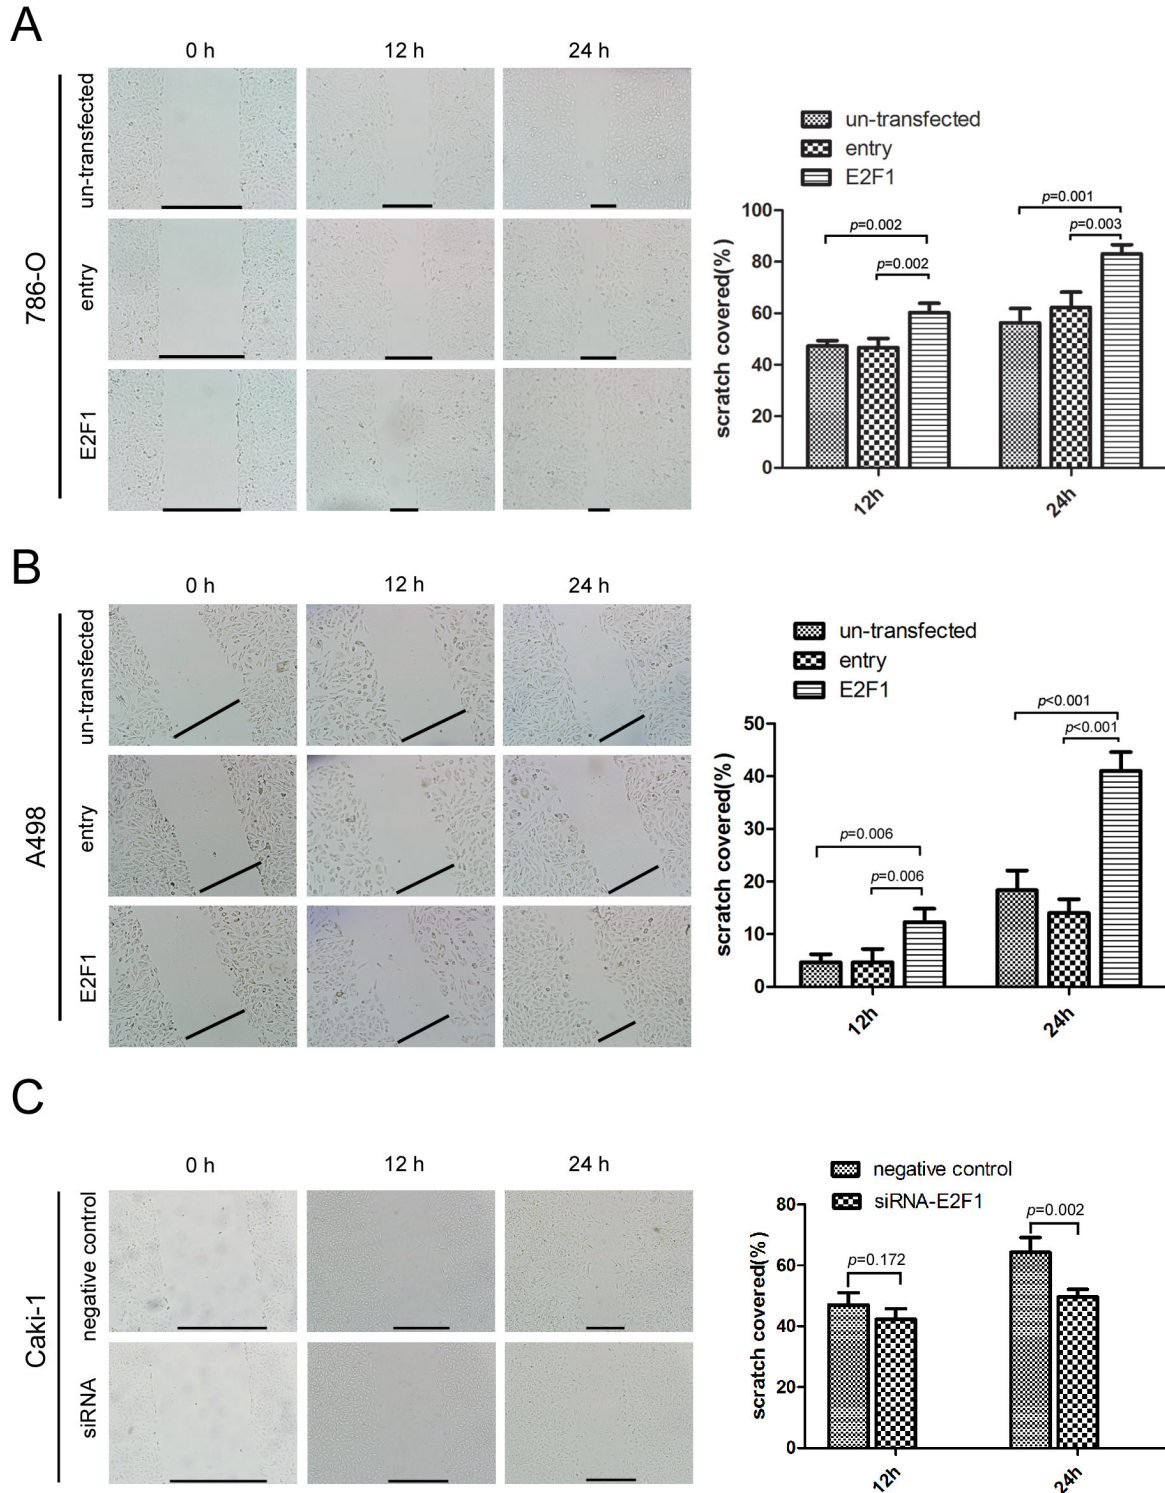 A
0 h
12 h
24 h
786-O
un-transfected
entry
E2F1
un-transfected
entry
E2F1
scratch covered(%)
100
80
60
40
20
0
p=0.002
p=0.002
p=0.001
p=0.003
12h
24h
B
0 h
12 h
24 h
A498
un-transfected
entry
E2F1
un-transfected
entry
E2F1
scratch covered(%)
50
40
30
20
10
0
p=0.006
p=0.006
p<0.001
p<0.001
12h
24h
C
0 h
12 h
24 h
Caki-1
negative control
siRNA
negative control
siRNA-E2F1
scratch covered(%)
80
60
40
20
0
p=0.172
p=0.002
12h
24h